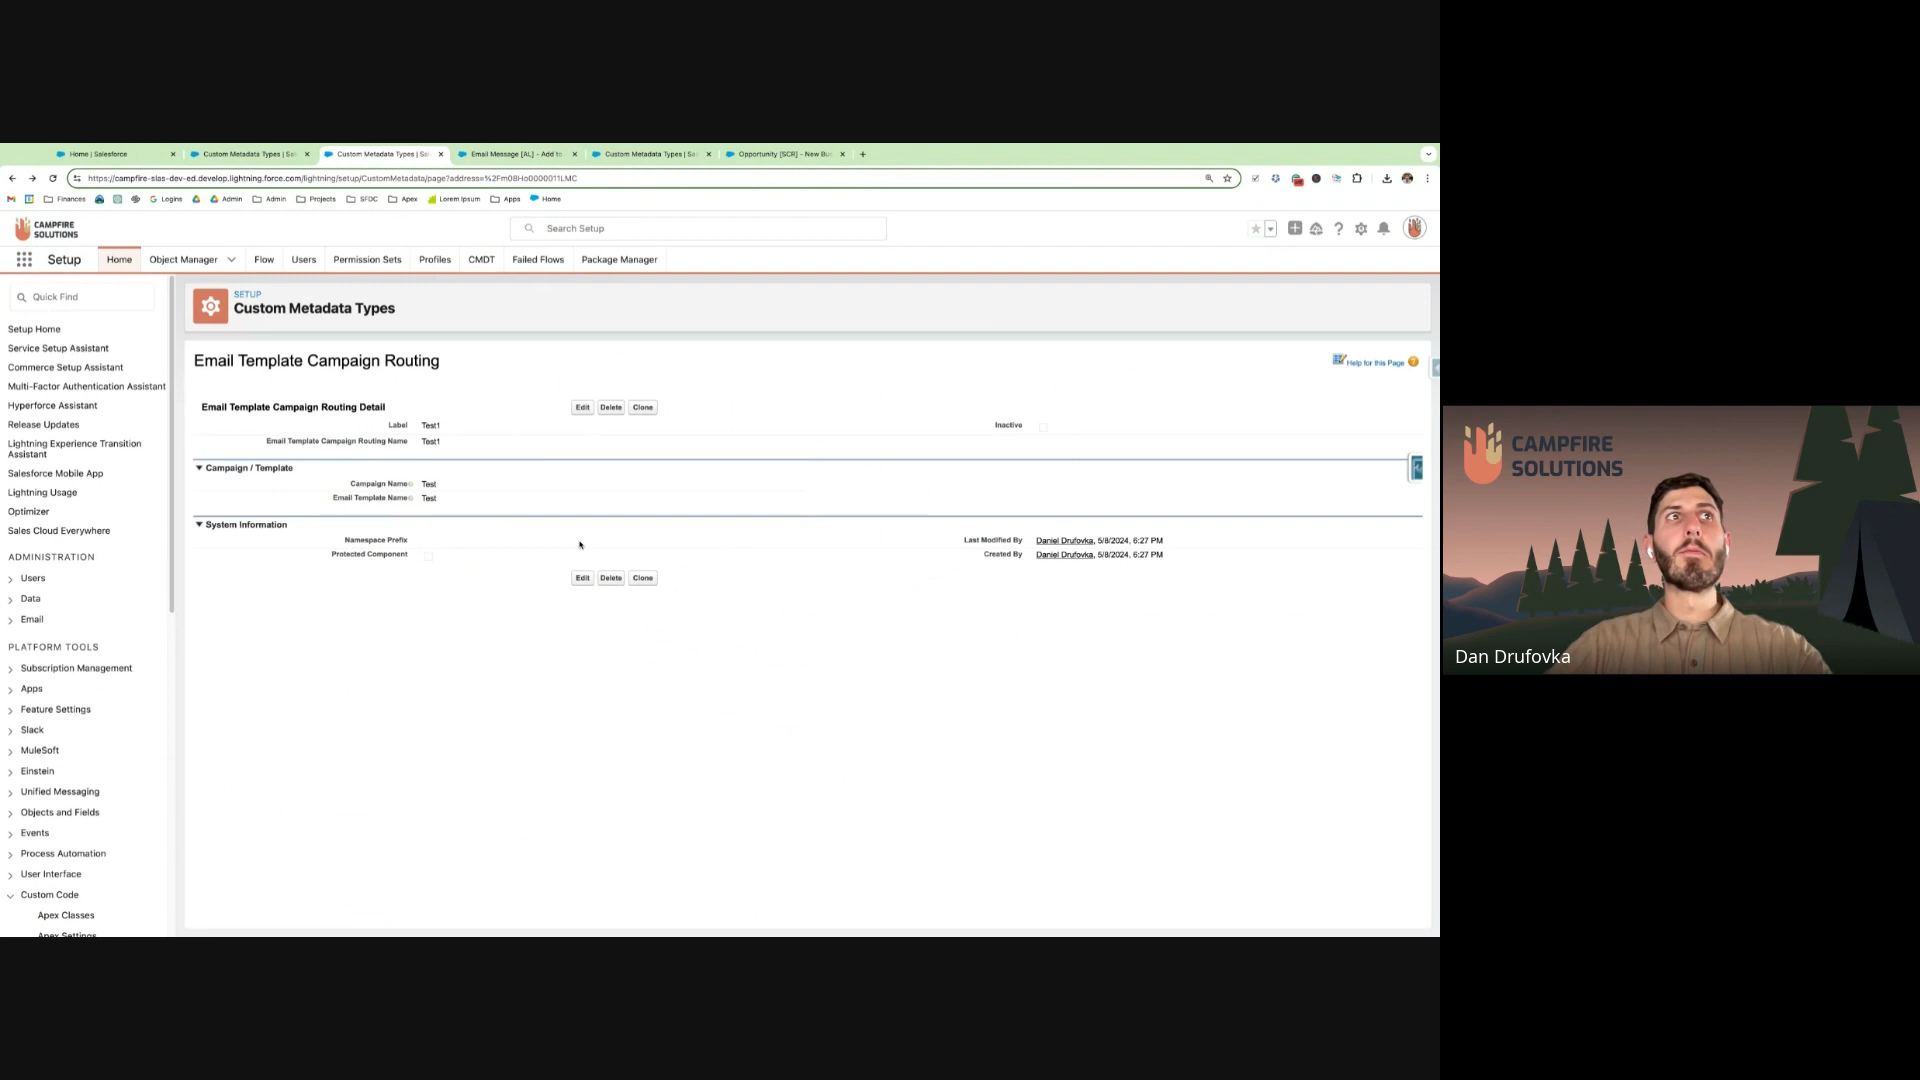 Home | Salesforce
Custom Metadata Types | Sa
Custom Metadata Types | Sa
Email Message [AL] - Add to
Custom Metadata Types | Sa
Opportunity [SCR] - New Bu
https://campfire-slas-dev-ed.develop.lightning.force.com/lightning/setup/CustomMetadata/page?address=%2Fm08Ho0000011LMC
Finances
Logins
Admin
Admin
Projects
SFDC
Apex
Lorem Ipsum
Apps
Home
CAMPFIRE
SOLUTIONS
Search Setup
Setup
Home
Object Manager
Flow
Users
Permission Sets
Profiles
CMDT
Failed Flows
Package Manager
Quick Find
Setup Home
Service Setup Assistant
Commerce Setup Assistant
Multi-Factor Authentication Assistant
Hyperforce Assistant
Release Updates
Lightning Experience Transition
Assistant
Salesforce Mobile App
Lightning Usage
Optimizer
Sales Cloud Everywhere
ADMINISTRATION
Users
Data
Email
PLATFORM TOOLS
Subscription Management
Apps
Feature Settings
Slack
MuleSoft
Einstein
Unified Messaging
Objects and Fields
Events
Process Automation
User Interface
Custom Code
Apex Classes
Apex Settings
SETUP
Custom Metadata Types
Email Template Campaign Routing
Help for this Page
Email Template Campaign Routing Detail
Edit Delete Clone
Label Test1
Inactive
Email Template Campaign Routing Name Test1
Campaign / Template
Campaign Name Test
Email Template Name Test
System Information
Namespace Prefix
Last Modified By Daniel Drufovka, 5/8/2024, 6:27 PM
Protected Component
Created By Daniel Drufovka, 5/8/2024, 6:27 PM
Edit Delete Clone
CAMPFIRE
SOLUTIONS
Dan Drufovka